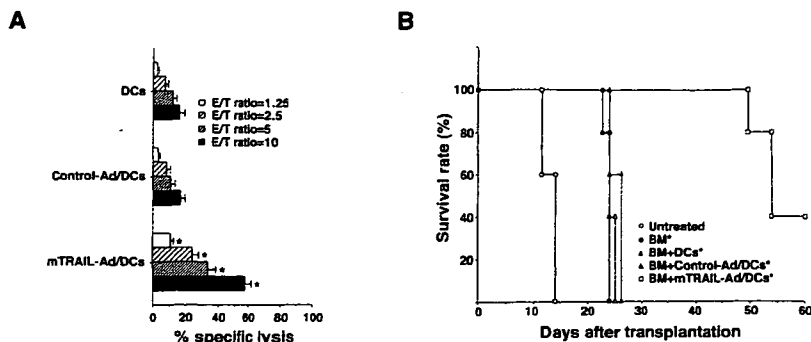 A
DCs
Control-Ad/DCs
mTRAIL-Ad/DCs
E/T ratio=1.25
E/T ratio=2.5
E/T ratio=5
E/T ratio=10
*
*
*
*
0 20 40 60 80 100
% specific lysis
B
Survival rate (%)
100
80
60
40
20
0 10 20 30 40 50 60
Days after transplantation
Untreated
BM*
BM+DCs*
BM+Control-Ad/DCs*
BM+mTRAIL-Ad/DCs*